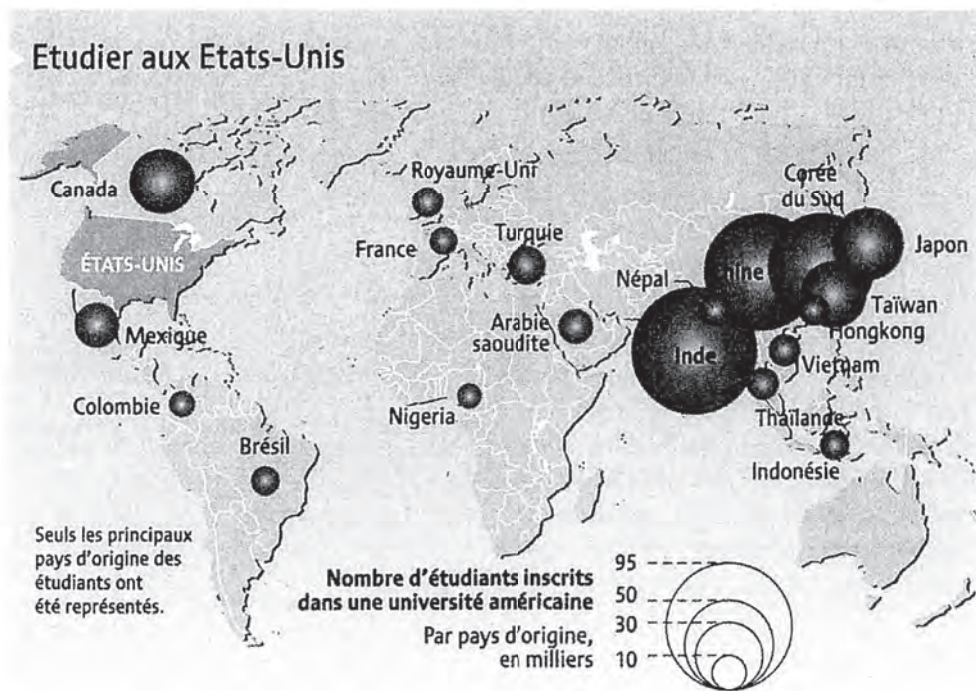 Etudier aux Etats-Unis
Canada
ÉTATS-UNIS
Mexique
Colombie
Brésil
Royaume-Uni
France
Turquie
Arabie
saoudite
Nigeria
Corée
du Sud
Japon
Népal
Chine
Taïwan
Hongkong
Inde
Vietnam
Thaïlande
Indonésie
Seuls les principaux
pays d'origine des
étudiants ont
été représentés.
Nombre d'étudiants inscrits
dans une université américaine
Par pays d'origine,
en milliers
95
50
30
10